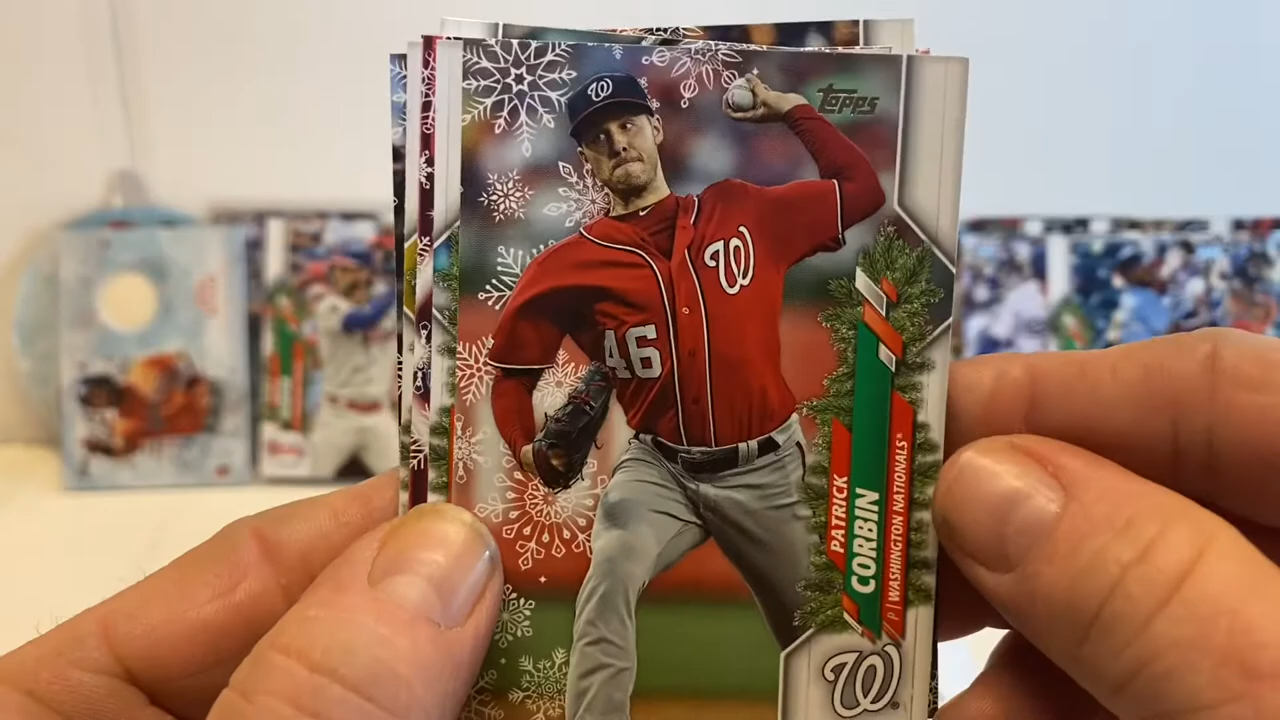 W
TOPPS
W
46
PATRICK
CORBIN
P | WASHINGTON NATIONALS®
W®